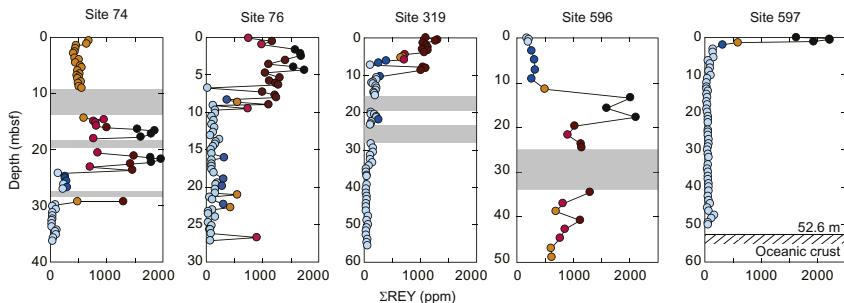 Site 74 Site 76 Site 319 Site 596 Site 597
Depth (mbsf)
0 10 20 30 40
0 5 10 15 20 25 30
0 10 20 30 40 50 60
0 10 20 30 40 50
0 10 20 30 40 50 60
52.6 m
Oceanic crust
0 1000 2000 0 1000 2000 0 1000 2000 0 1000 2000 0 1000 2000
ΣREY (ppm)